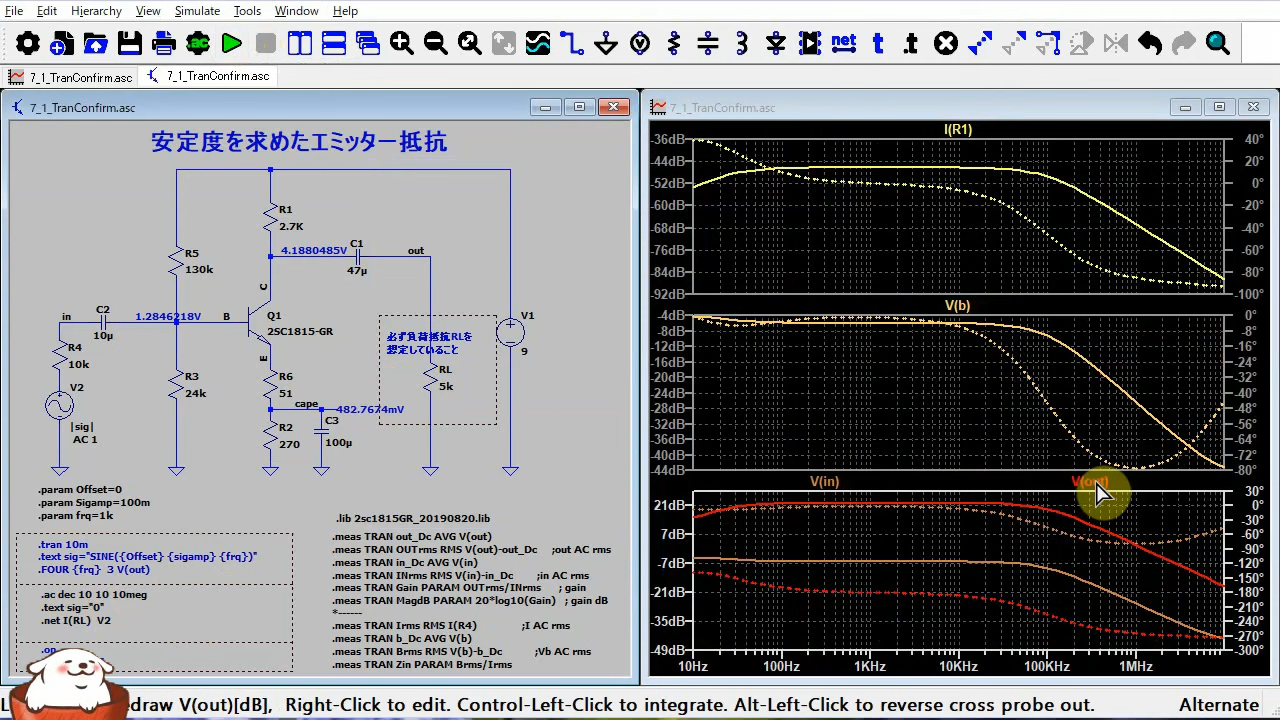 File Edit Hierarchy View Simulate Tools Window Help
net
7_1_TranConfirm.asc
7_1_TranConfirm.asc
7_1_TranConfirm.asc
安定度を求めたエミッター抵抗
R1
2.7K
R5
130k
4.1880485V
C1
47µ
out
C
in
C2
10µ
1.2846218V
B
Q1
2SC1815-GR
V1
9
R4
10k
E
必ず負荷抵抗RLを
想定していること
RL
5k
V2
R3
24k
R6
51
cape
482.7674mV
C3
100µ
|sig|
AC 1
R2
270
.param Offset=0
.param Sigamp=100m
.param frq=1k
.tran 10m
.text sig="SINE({Offset} {sigamp} {frq})"
.FOUR {frq} 3 V(out)
.ac dec 10 10 10meg
.text sig="0"
.net I(RL) V2
.op
.lib 2sc1815GR_20190820.lib
.meas TRAN out_Dc AVG V(out)
.meas TRAN OUTrms RMS V(out)-out_Dc ;out AC rms
.meas TRAN in_Dc AVG V(in)
.meas TRAN INrms RMS V(in)-in_Dc ;in AC rms
.meas TRAN Gain PARAM OUTrms/INrms ; gain
.meas TRAN MagdB PARAM 20*log10(Gain) ; gain dB
*------
.meas TRAN Irms RMS I(R4) ;I AC rms
.meas TRAN b_Dc AVG V(b)
.meas TRAN Brms RMS V(b)-b_Dc ;Vb AC rms
.meas TRAN Zin PARAM Brms/Irms
7_1_TranConfirm.asc
I(R1)
-36dB 40°
-44dB 20°
-52dB 0°
-60dB -20°
-68dB -40°
-76dB -60°
-84dB -80°
-92dB -100°
V(b)
-4dB 0°
-8dB -8°
-12dB -16°
-16dB -24°
-20dB -32°
-24dB -40°
-28dB -48°
-32dB -56°
-36dB -64°
-40dB -72°
-44dB -80°
V(in) V(out)
30°
21dB 0°
-30°
7dB -60°
-90°
-7dB -120°
-150°
-21dB -180°
-210°
-35dB -240°
-270°
-49dB -300°
10Hz 100Hz 1KHz 10KHz 100KHz 1MHz
draw V(out)[dB], Right-Click to edit. Control-Left-Click to integrate. Alt-Left-Click to reverse cross probe out. Alternate